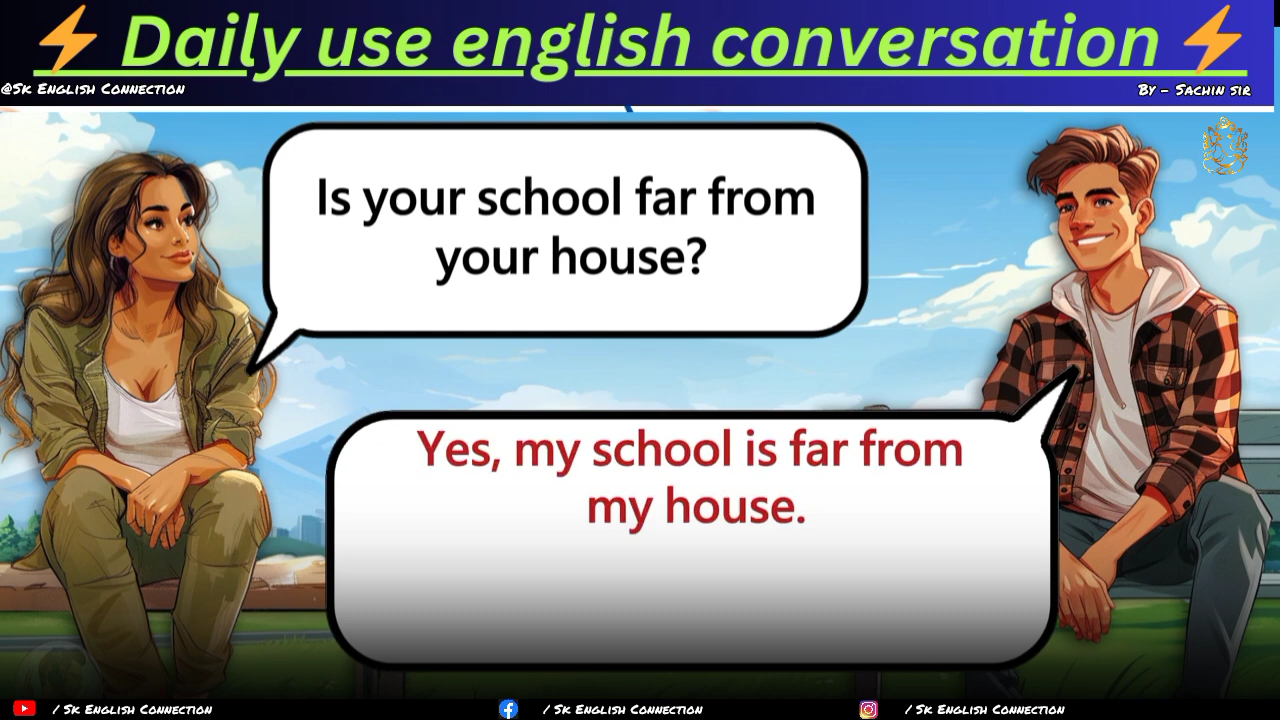 ⚡ Daily use english conversation ⚡
@Sk English Connection
By - Sachin sir
Is your school far from
your house?
Yes, my school is far from
my house.
/ Sk English Connection
/ Sk English Connection
/ Sk English Connection